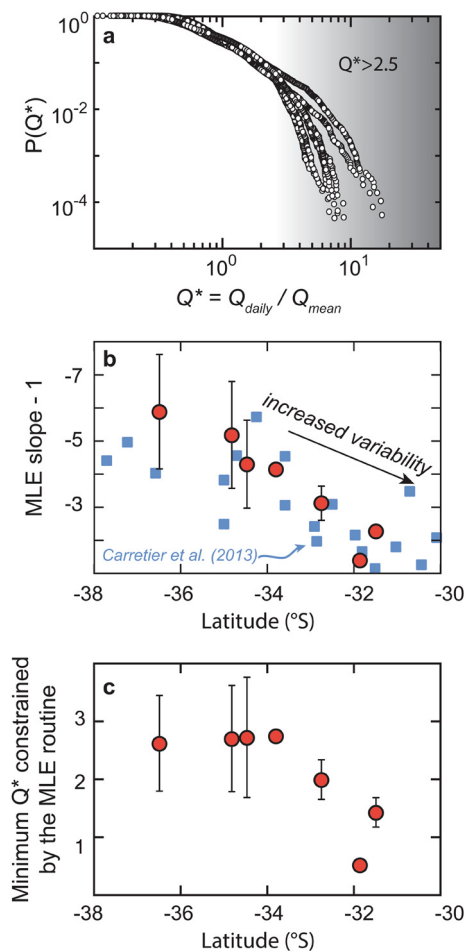 a
Q*>2.5
P(Q*)
10⁰
10⁻²
10⁻⁴
10⁰
10¹
Q* = Qdaily / Qmean
b
MLE slope - 1
-7
-5
-3
increased variability
Carretier et al. (2013)
-38
-36
-34
-32
-30
Latitude (°S)
c
Minimum Q* constrained
by the MLE routine
3
2
1
-38
-36
-34
-32
-30
Latitude (°S)